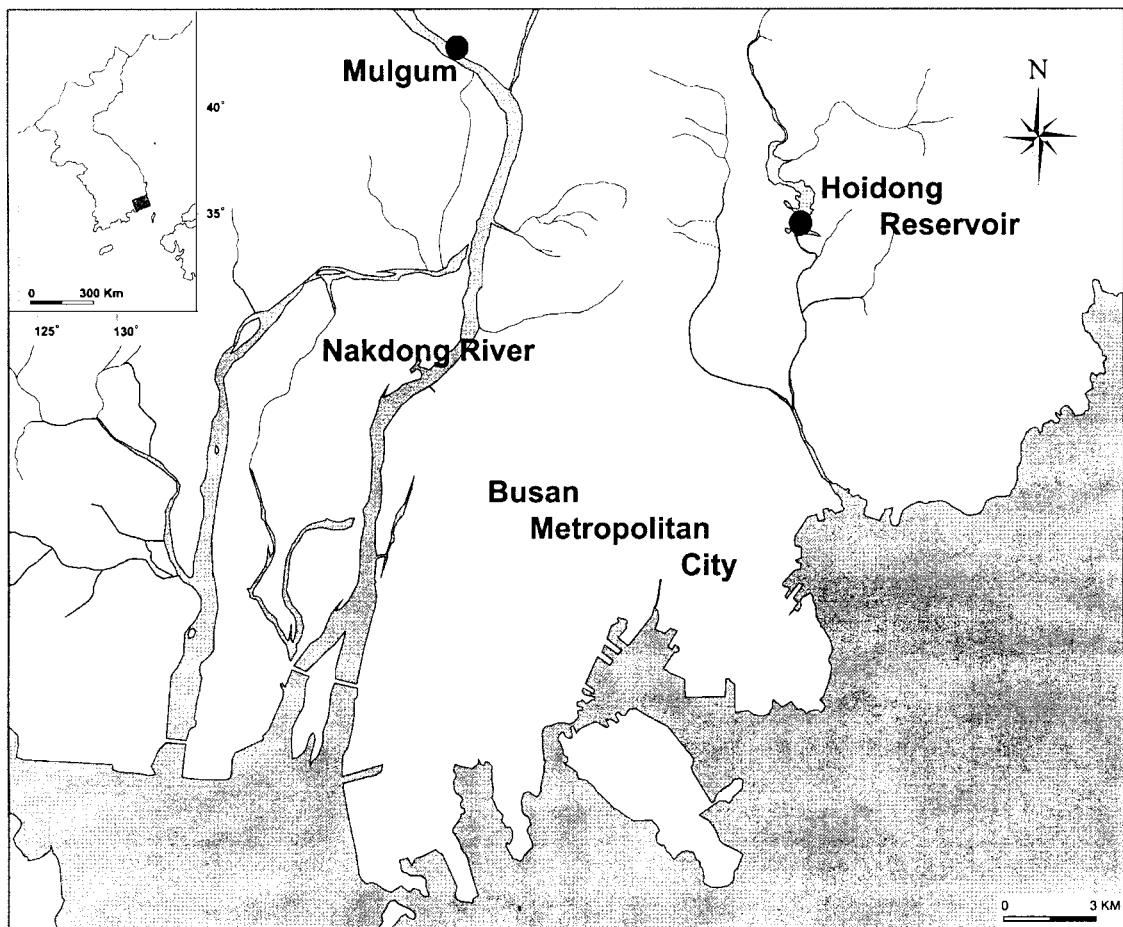 Mulgum
N
40°
Hoidong
Reservoir
35°
0 300 Km
125° 130°
Nakdong River
Busan
Metropolitan
City
0 3 KM